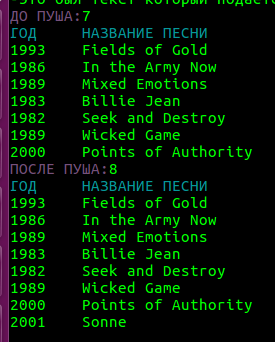 Это был текст который подаетс
ДО ПУША:7
ГОД НАЗВАНИЕ ПЕСНИ
1993 Fields of Gold
1986 In the Army Now
1989 Mixed Emotions
1983 Billie Jean
1982 Seek and Destroy
1989 Wicked Game
2000 Points of Authority
ПОСЛЕ ПУША:8
ГОД НАЗВАНИЕ ПЕСНИ
1993 Fields of Gold
1986 In the Army Now
1989 Mixed Emotions
1983 Billie Jean
1982 Seek and Destroy
1989 Wicked Game
2000 Points of Authority
2001 Sonne